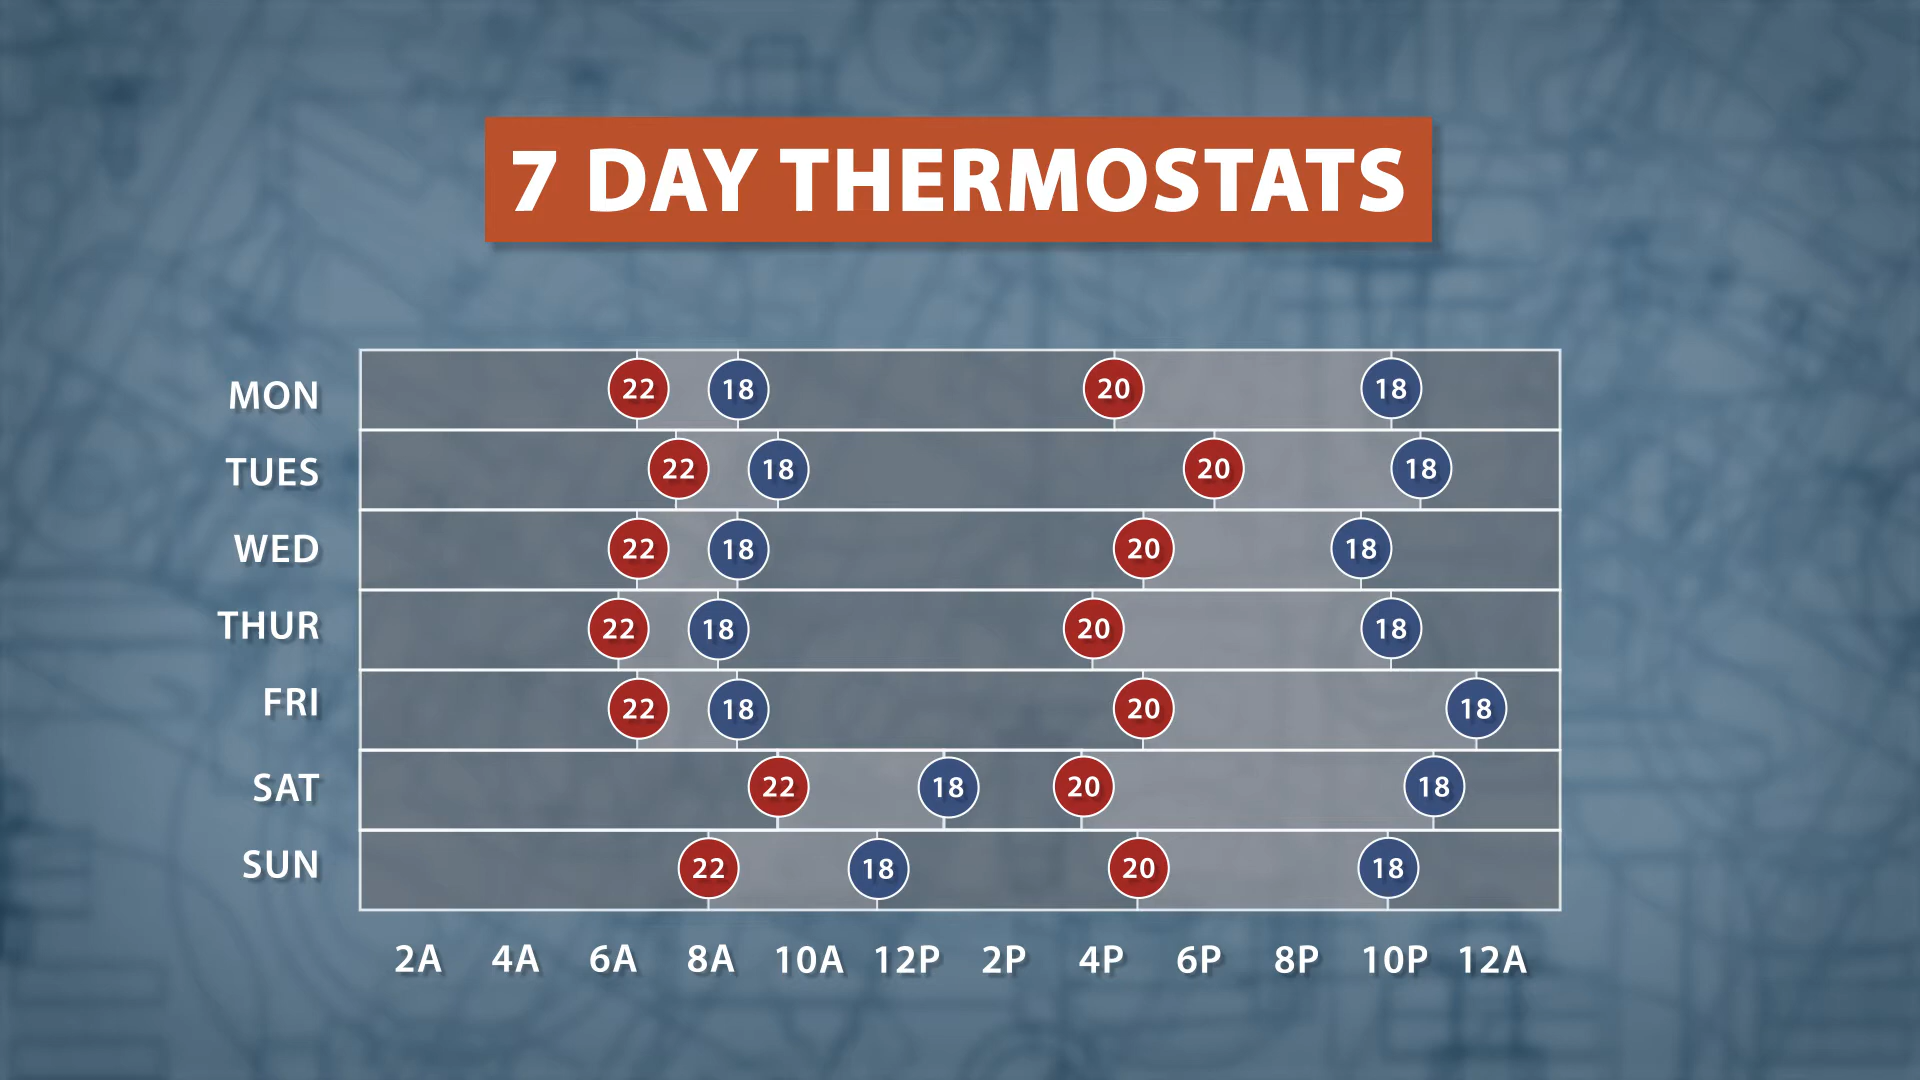 7 DAY THERMOSTATS
MON 22 18 20 18
TUES 22 18 20 18
WED 22 18 20 18
THUR 22 18 20 18
FRI 22 18 20 18
SAT 22 18 20 18
SUN 22 18 20 18
2A 4A 6A 8A 10A 12P 2P 4P 6P 8P 10P 12A